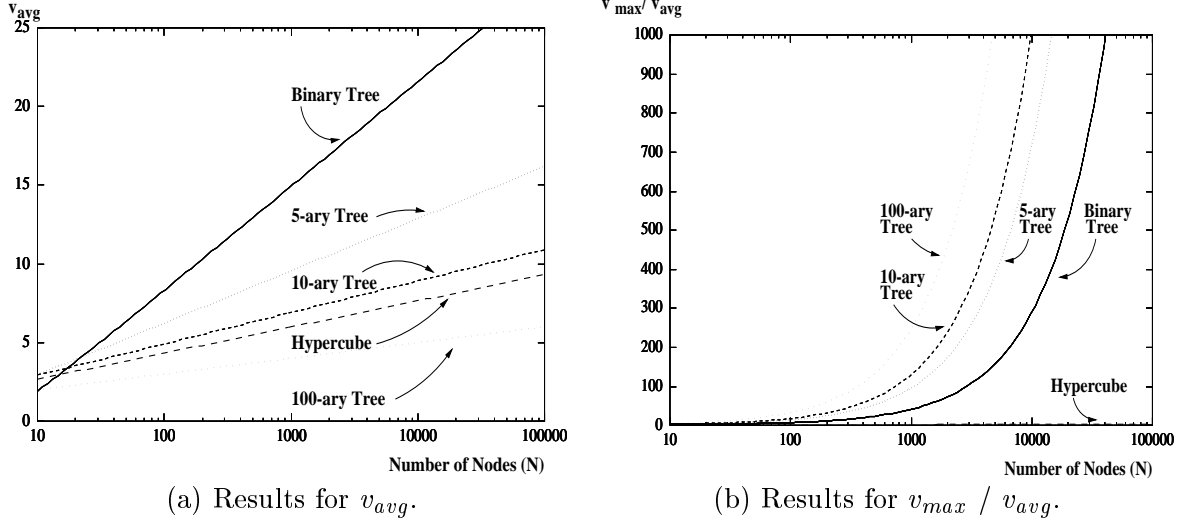 v avg
25
20
15
10
5
0
10
100
1000
10000
100000
Binary Tree
5-ary Tree
10-ary Tree
Hypercube
100-ary Tree
Number of Nodes (N)
(a) Results for v_avg.
v max/ v avg
1000
900
800
700
600
500
400
300
200
100
0
10
100
1000
10000
100000
100-ary
Tree
5-ary
Tree
Binary
Tree
10-ary
Tree
Hypercube
Number of Nodes (N)
(b) Results for v_max / v_avg.